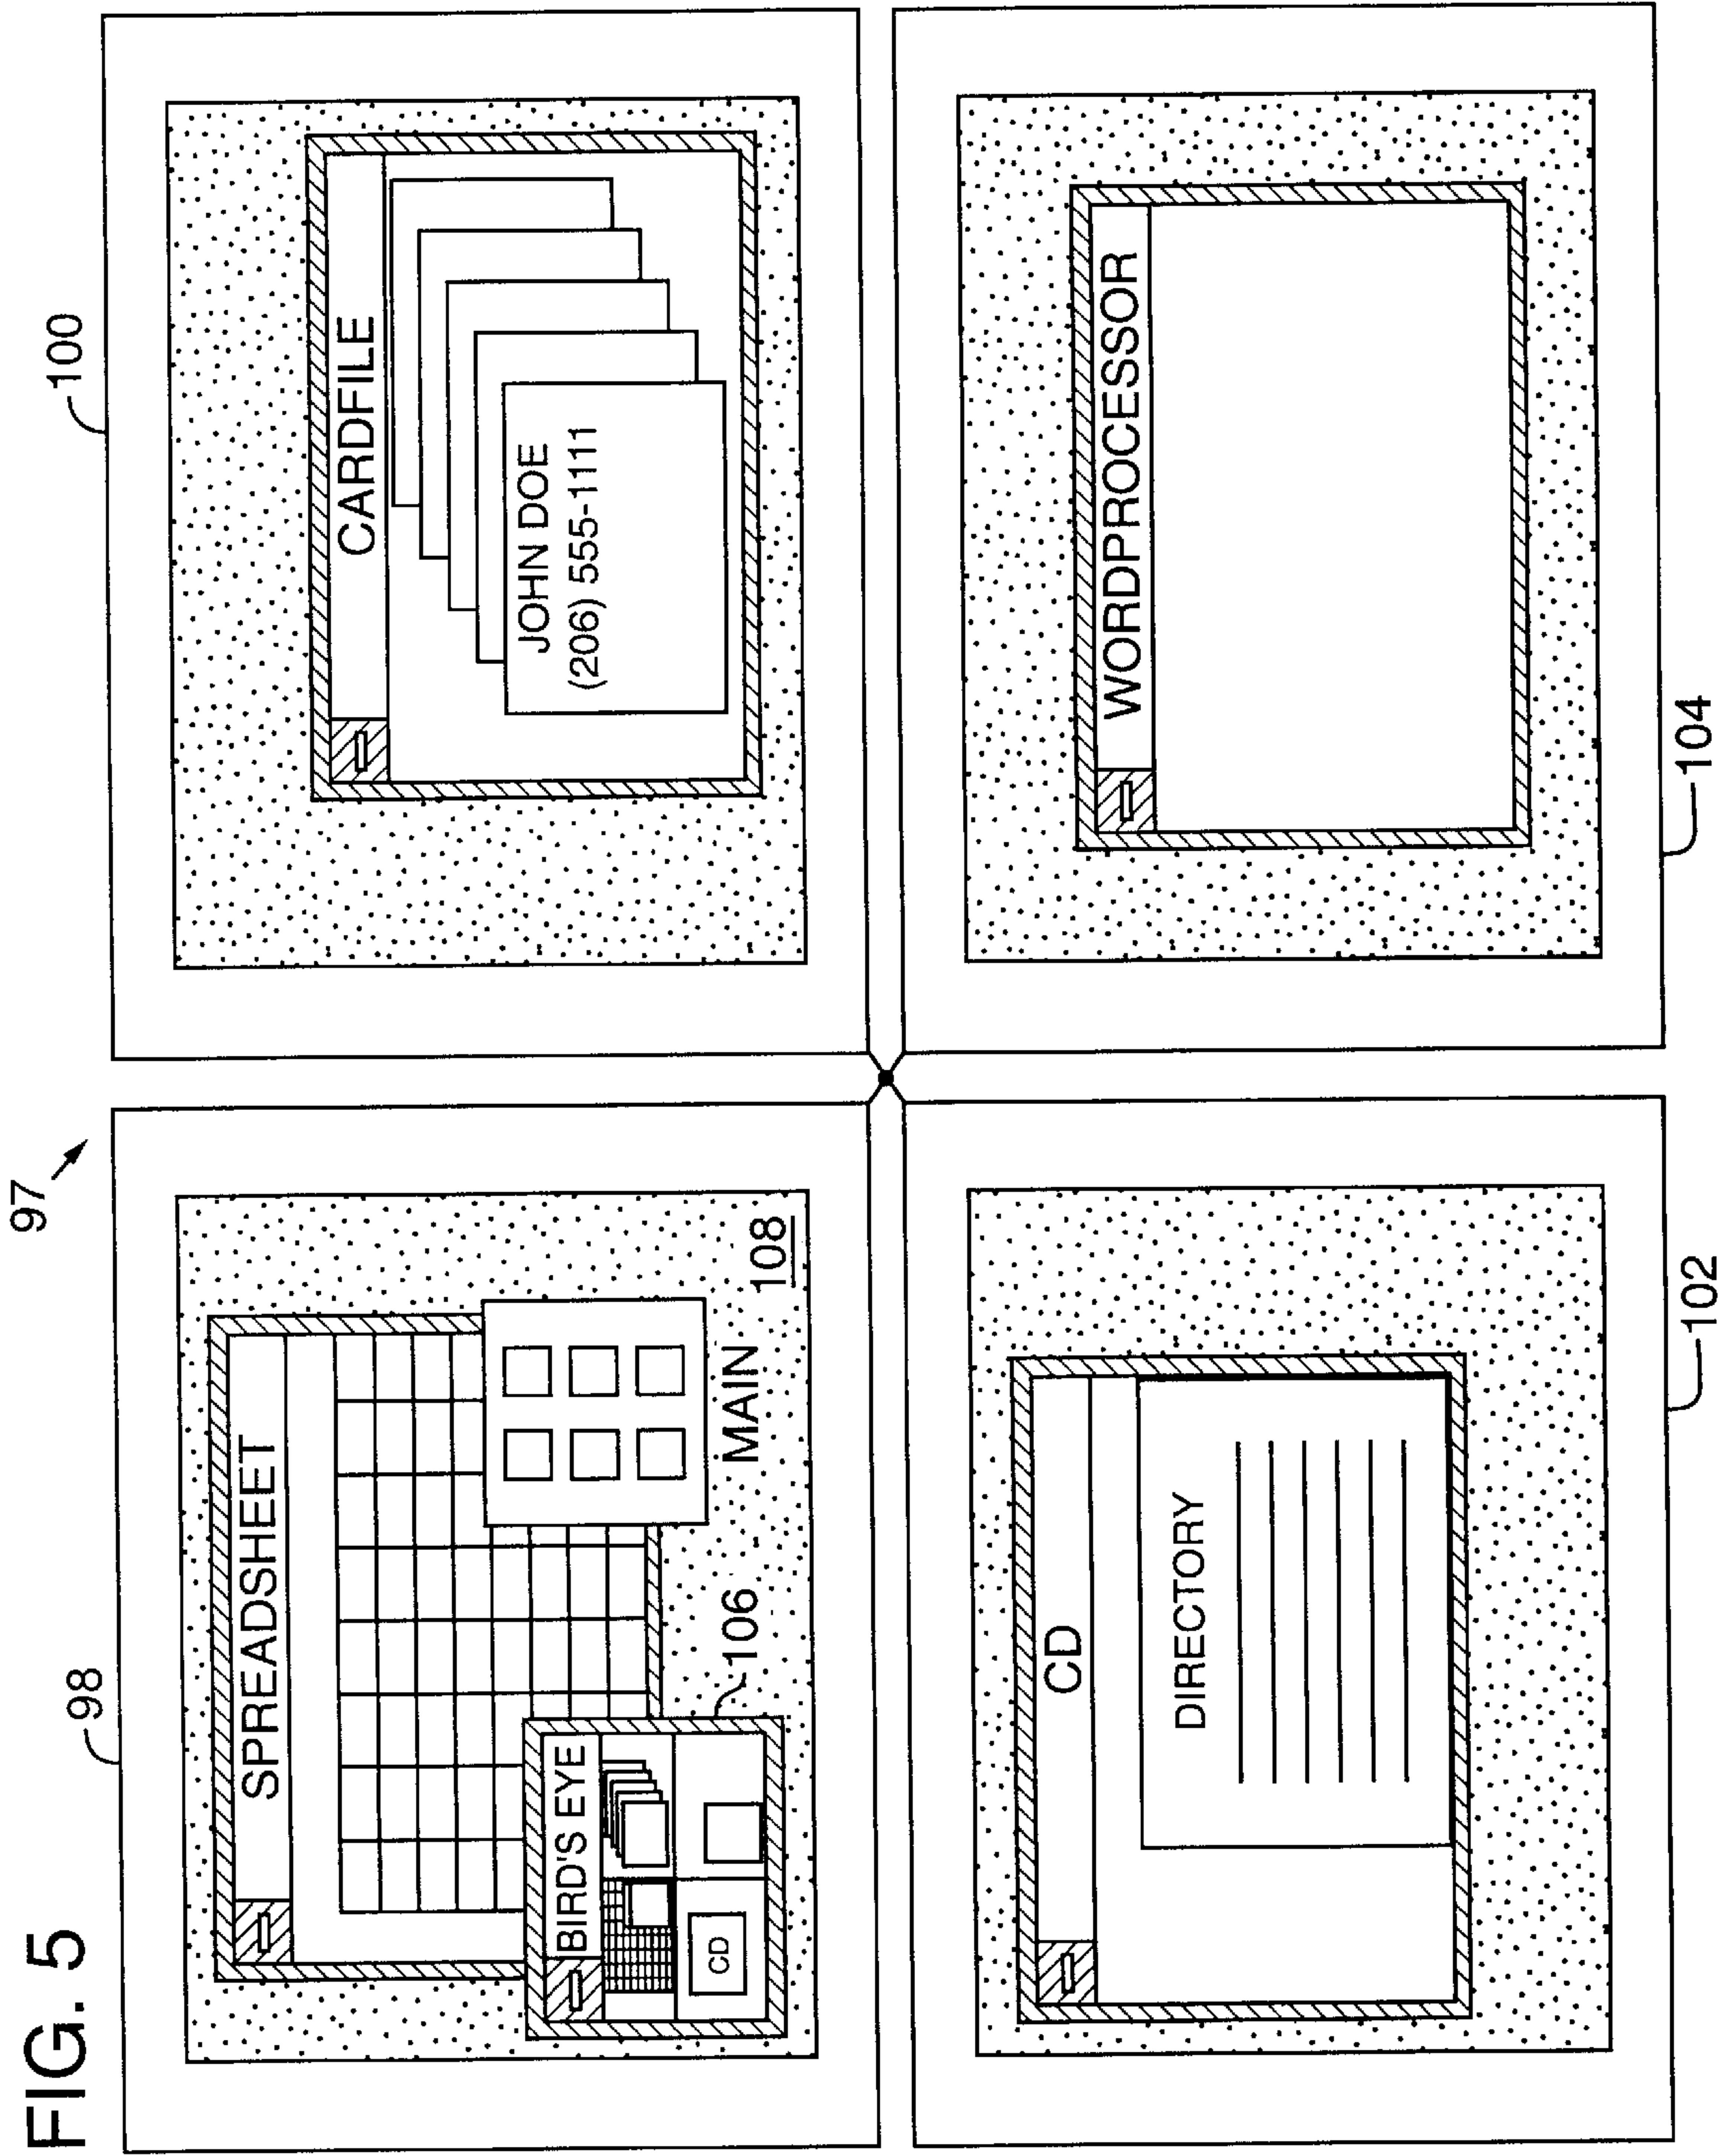 FIG. 5
97
98
SPREADSHEET
BIRD'S EYE
CD
106
MAIN
108
100
CARDFILE
JOHN DOE
(206) 555-1111
CD
DIRECTORY
102
WORDPROCESSOR
104